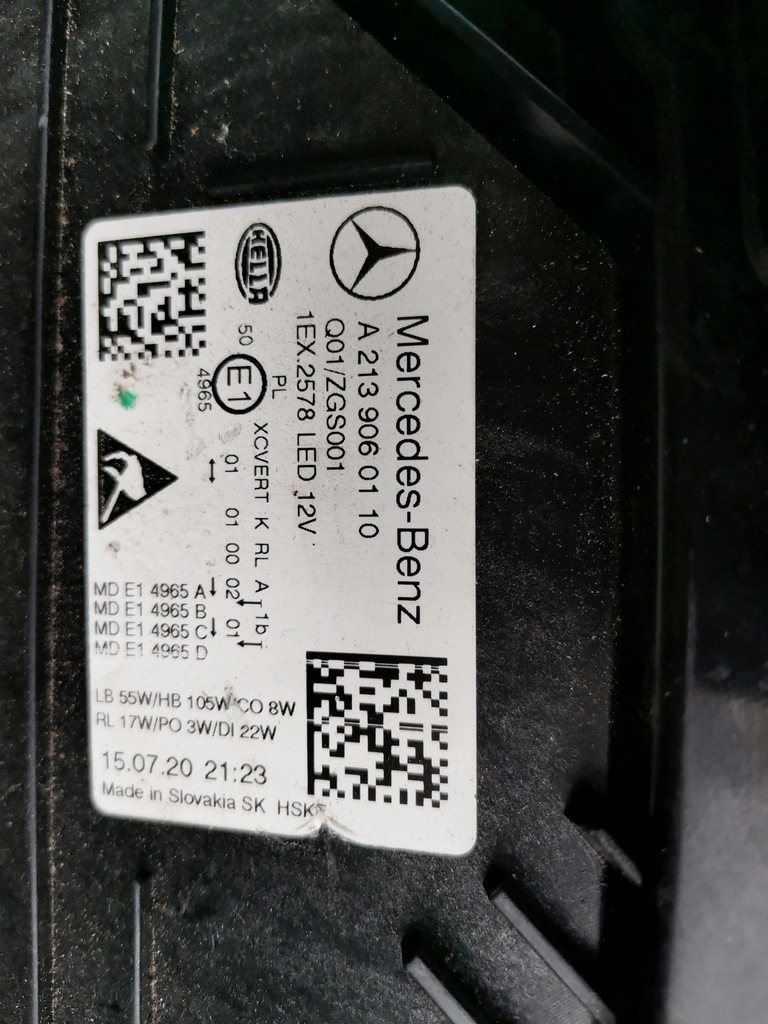 Mercedes-Benz
A 213 906 01 10
Q01/ZGS001
1EX.2578 LED 12V
HELLA
PL
50 E1 XCVERT K RL A 1b
4965 01 01 00 02 01
↔
MD E1 4965 A
MD E1 4965 B
MD E1 4965 C
MD E1 4965 D
LB 55W/HB 105W/CO 8W
RL 17W/PO 3W/DI 22W
15.07.20 21:23
Made in Slovakia SK HSK